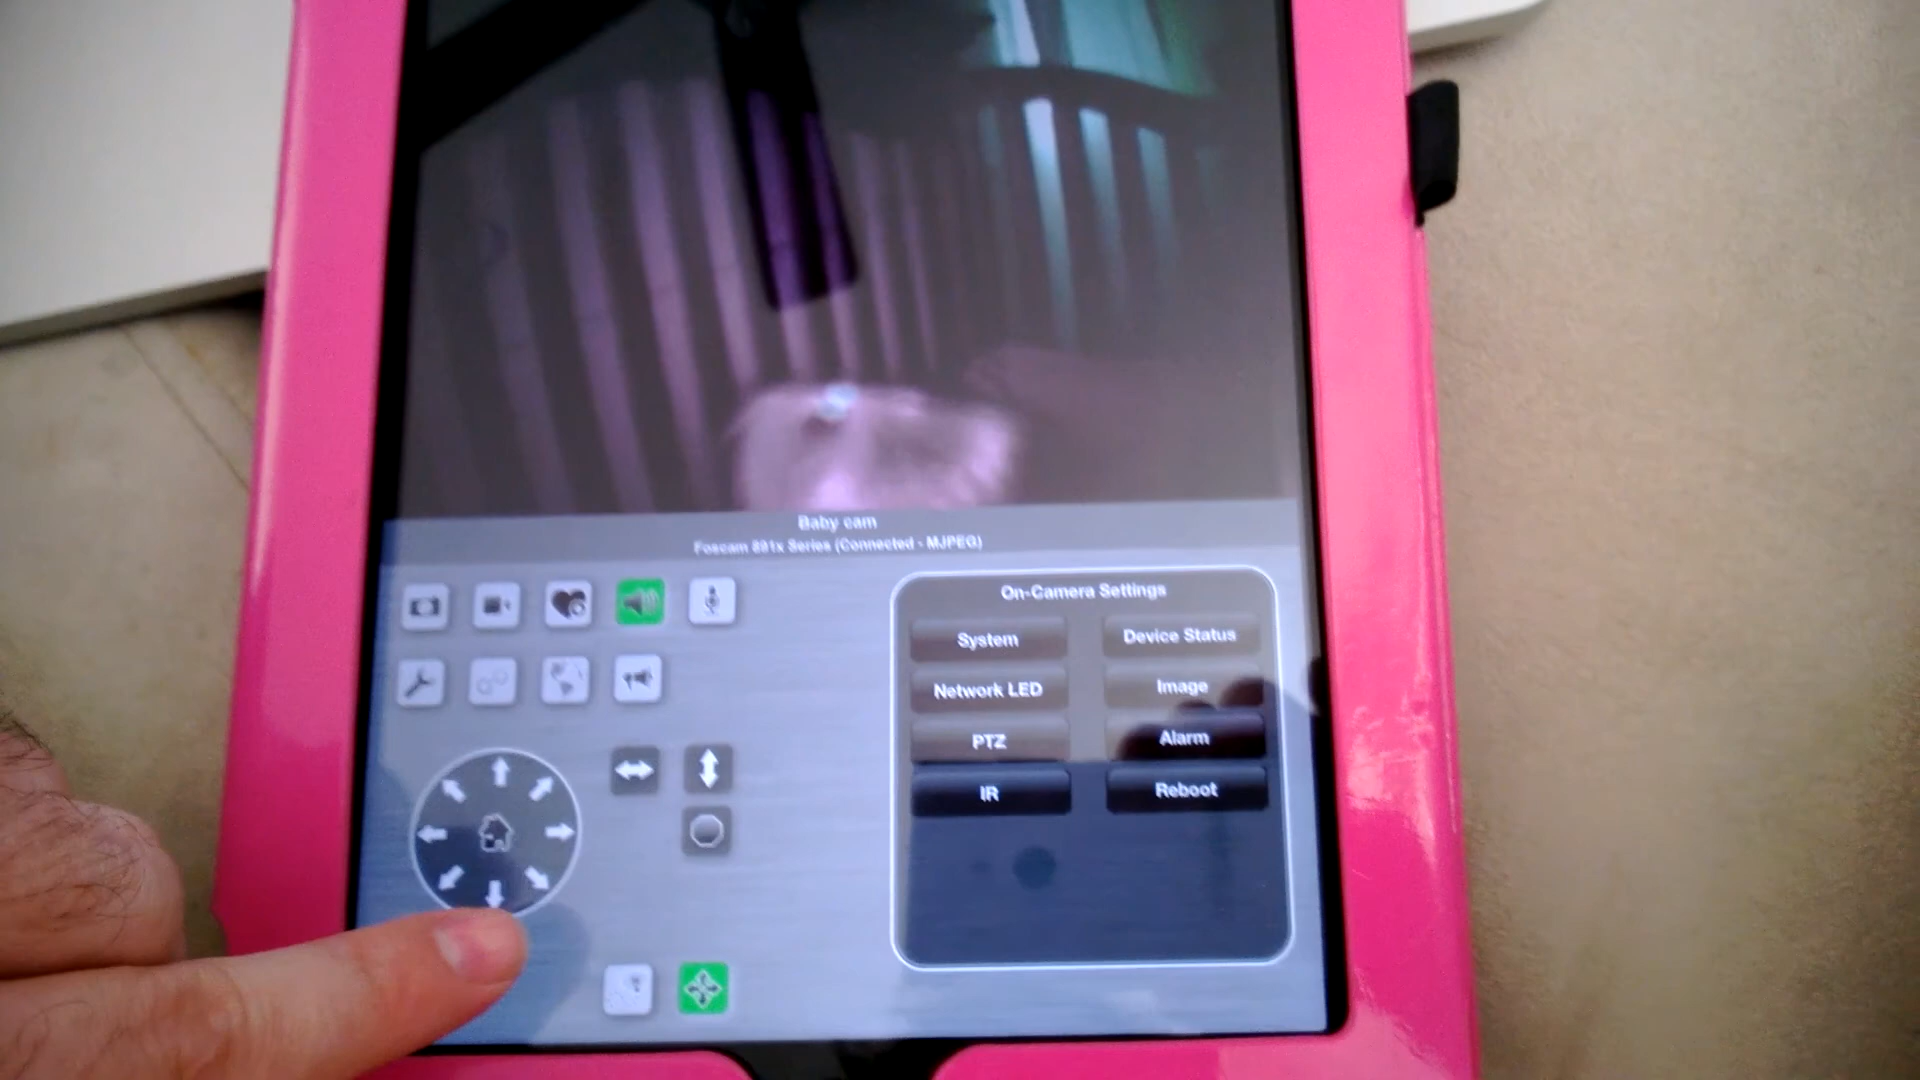 Baby cam
Foscam 891x Series (Connected - MJPEG)
On-Camera Settings
System
Device Status
Network LED
Image
PTZ
Alarm
IR
Reboot